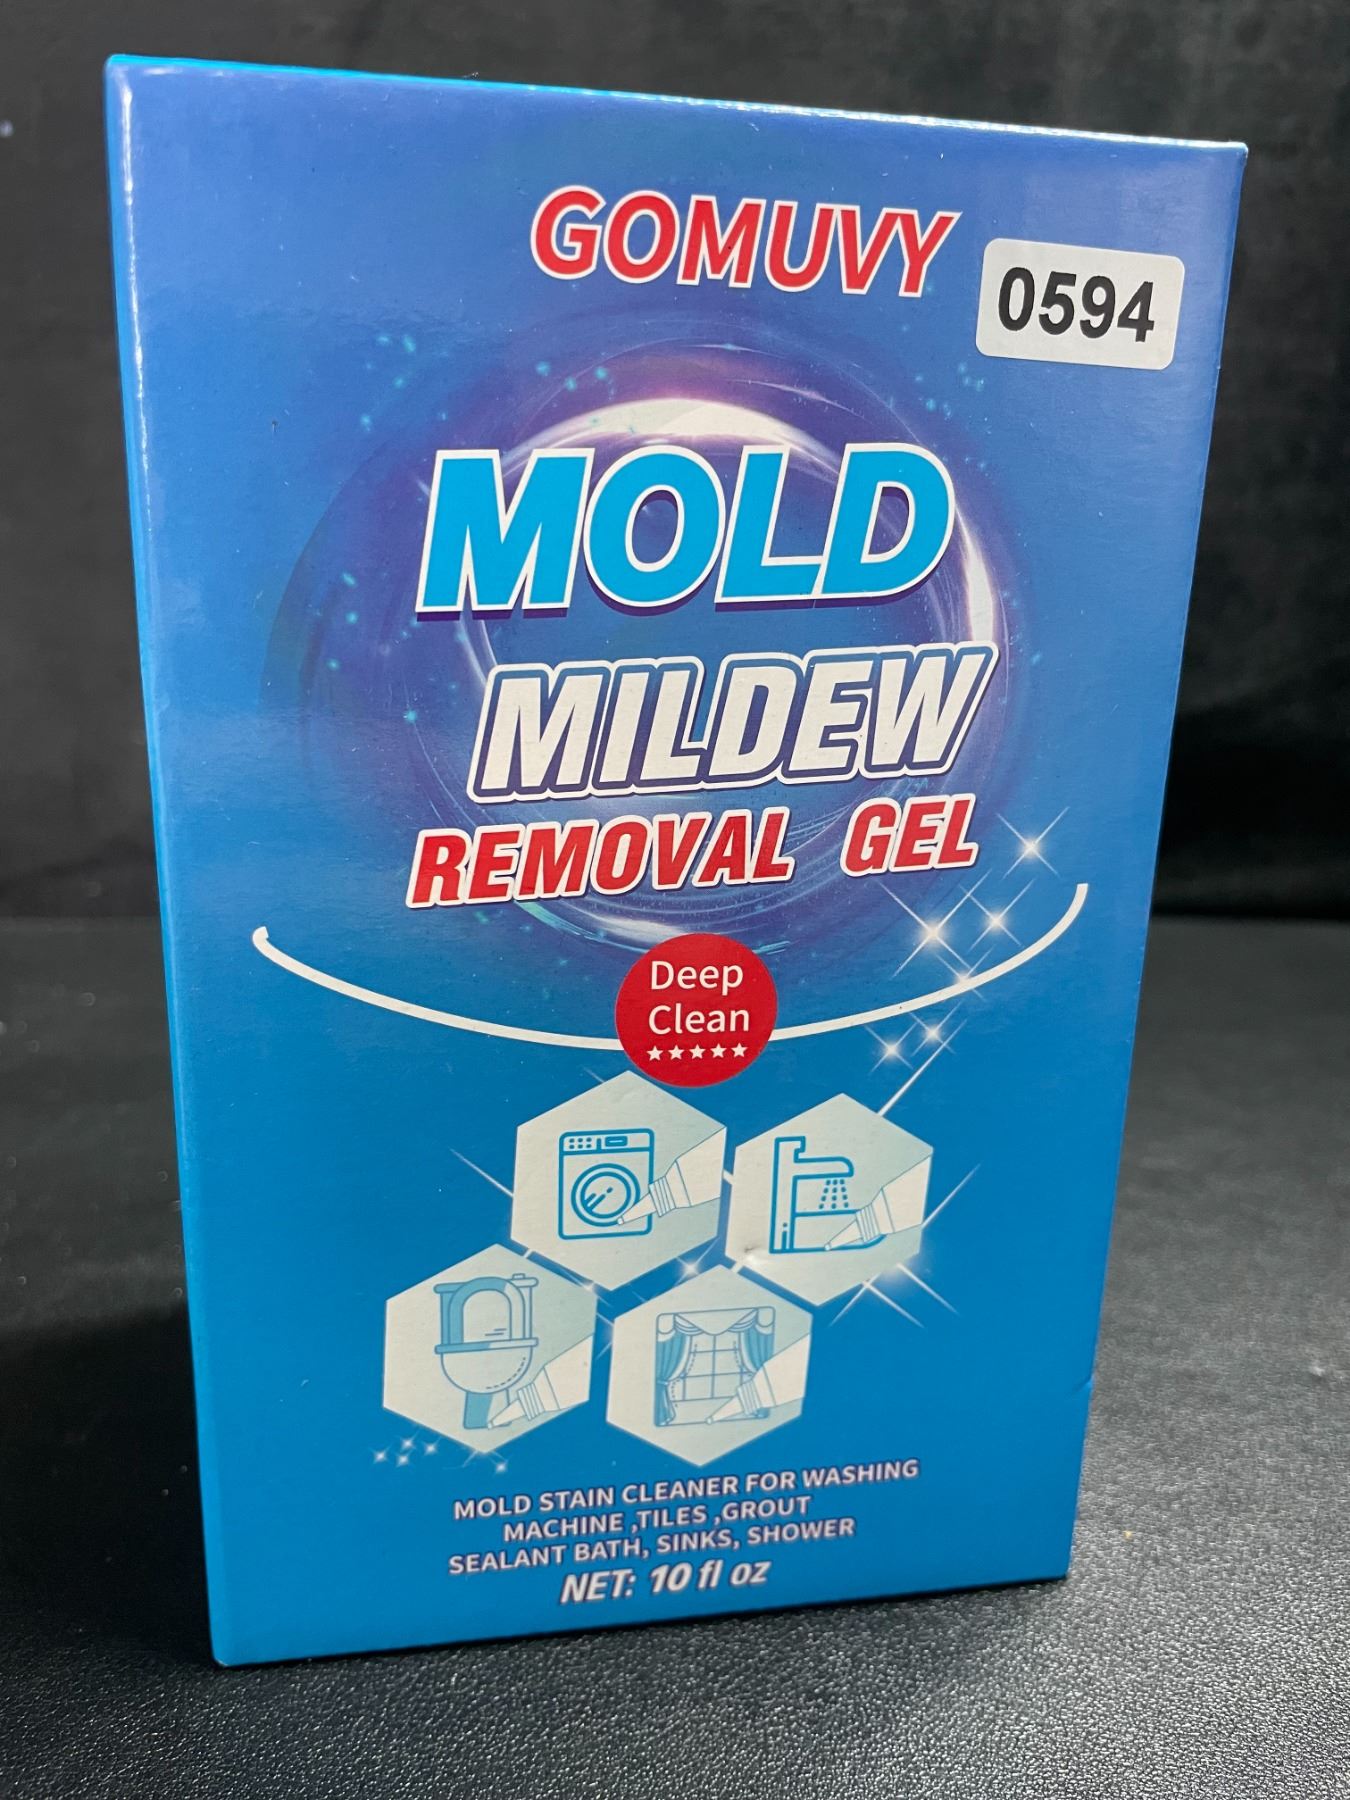 GOMUVY
0594
MOLD
MILDEW
REMOVAL GEL
Deep
Clean
MOLD STAIN CLEANER FOR WASHING
MACHINE ,TILES ,GROUT
SEALANT BATH, SINKS, SHOWER
NET: 10 fl oz